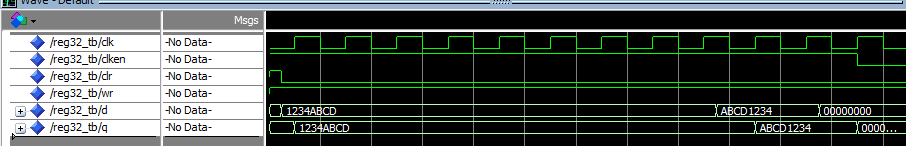 Wave - Default
Msgs
/reg32_tb/clk -No Data-
/reg32_tb/clken -No Data-
/reg32_tb/clr -No Data-
/reg32_tb/wr -No Data-
/reg32_tb/d -No Data- 1234ABCD ABCD1234 00000000
/reg32_tb/q -No Data- 1234ABCD ABCD1234 0000...